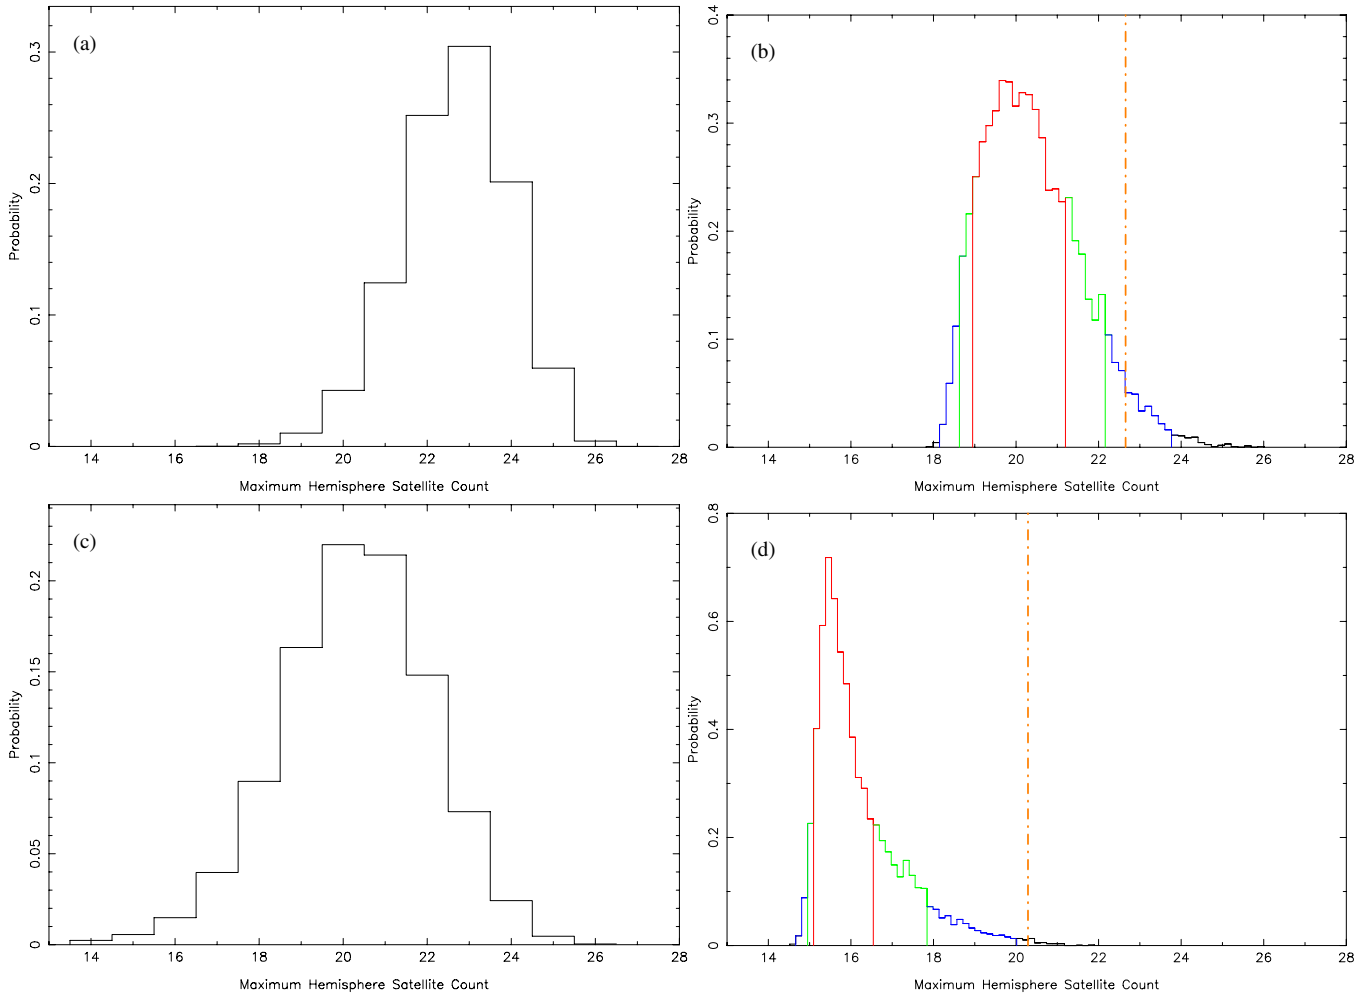 (a)
0.3
0.2
0.1
0
Probability
14 16 18 20 22 24 26 28
Maximum Hemisphere Satellite Count
(b)
0.4
0.3
0.2
0.1
0
Probability
14 16 18 20 22 24 26 28
Maximum Hemisphere Satellite Count
(c)
0.2
0.15
0.1
0.05
0
Probability
14 16 18 20 22 24 26 28
Maximum Hemisphere Satellite Count
(d)
0.8
0.6
0.4
0.2
0
Probability
14 16 18 20 22 24 26 28
Maximum Hemisphere Satellite Count